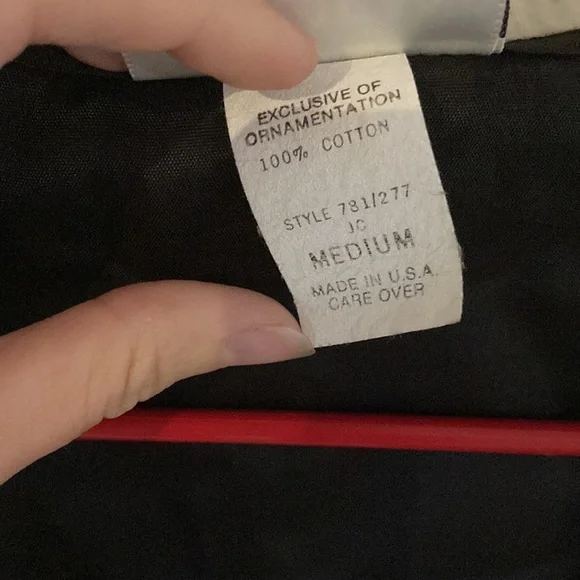 EXCLUSIVE OF
ORNAMENTATION
100% COTTON
STYLE 781/277
JC
MEDIUM
MADE IN U.S.A.
CARE OVER